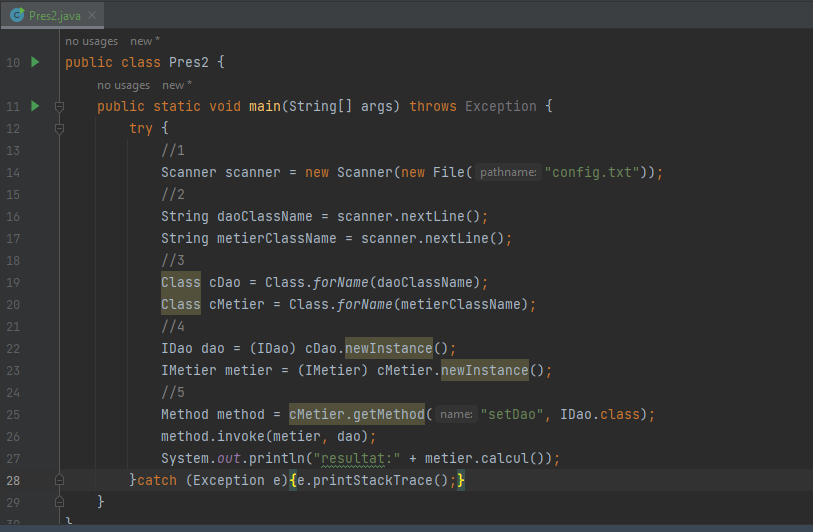 Pres2.java
no usages new *
10 public class Pres2 {
no usages new *
11 public static void main(String[] args) throws Exception {
12 try {
13 //1
14 Scanner scanner = new Scanner(new File( pathname: "config.txt"));
15 //2
16 String daoClassName = scanner.nextLine();
17 String metierClassName = scanner.nextLine();
18 //3
19 Class cDao = Class.forName(daoClassName);
20 Class cMetier = Class.forName(metierClassName);
21 //4
22 IDao dao = (IDao) cDao.newInstance();
23 IMetier metier = (IMetier) cMetier.newInstance();
24 //5
25 Method method = cMetier.getMethod( name: "setDao", IDao.class);
26 method.invoke(metier, dao);
27 System.out.println("resultat:" + metier.calcul());
28 }catch (Exception e){e.printStackTrace();}
29 }
30 }